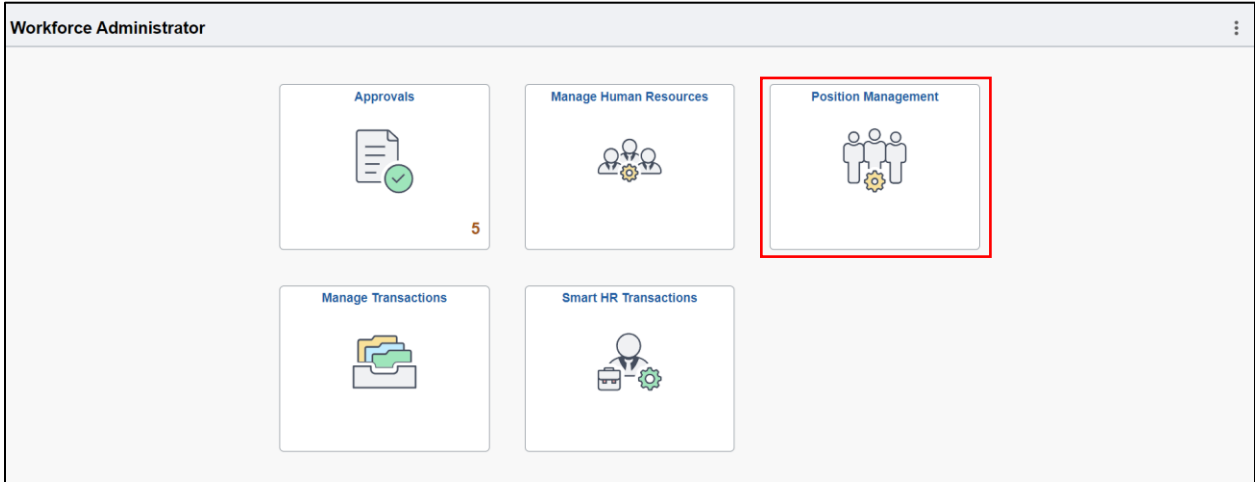 Workforce Administrator
Approvals
Manage Human Resources
Position Management
5
Manage Transactions
Smart HR Transactions